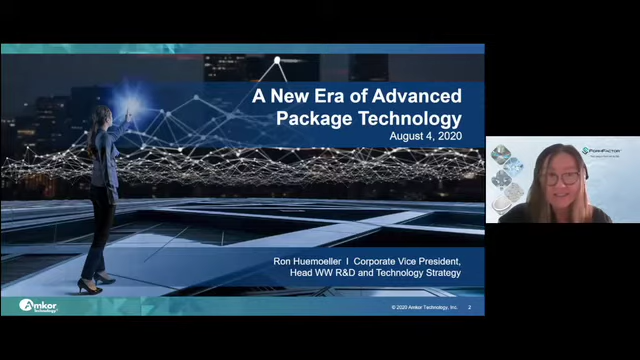 A New Era of Advanced
Package Technology
August 4, 2020
FORMFACTOR
Ron Huemoeller I Corporate Vice President,
Head WW R&D and Technology Strategy
Amkor
Technology
© 2020 Amkor Technology, Inc.
2